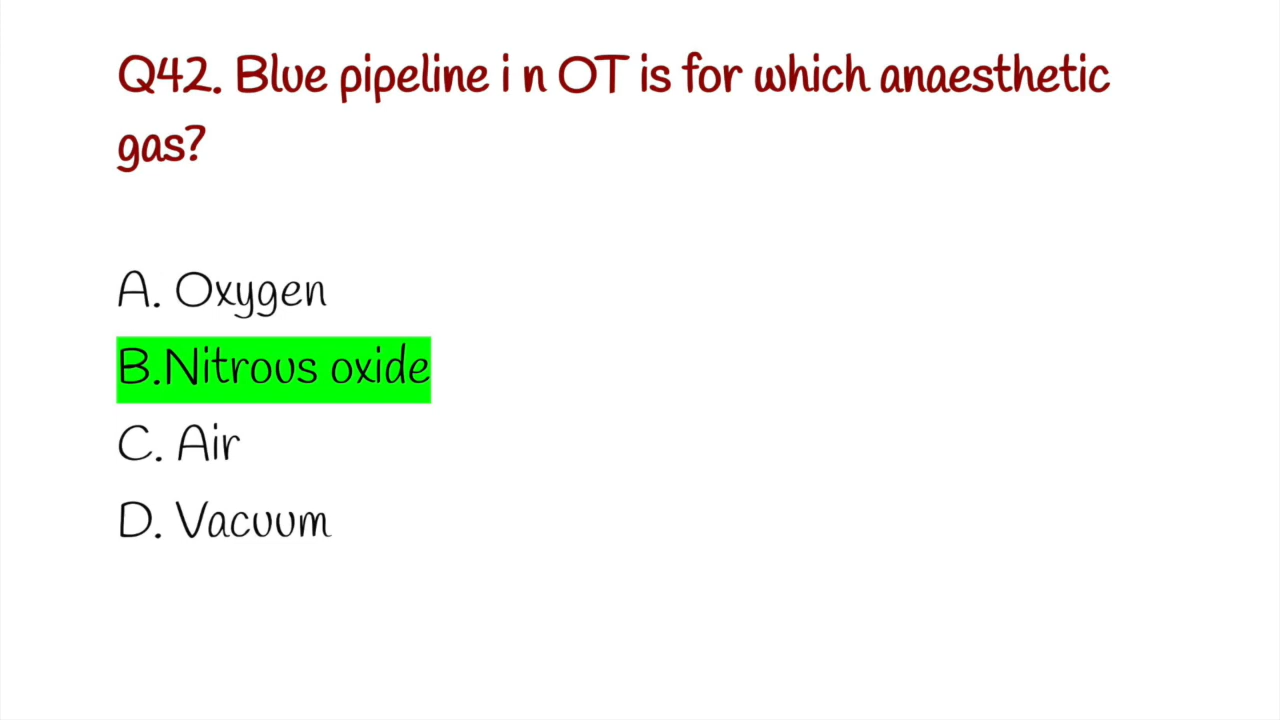 Q42. Blue pipeline i n OT is for which anaesthetic
gas?
A. Oxygen
B.Nitrous oxide
C. Air
D. Vacuum